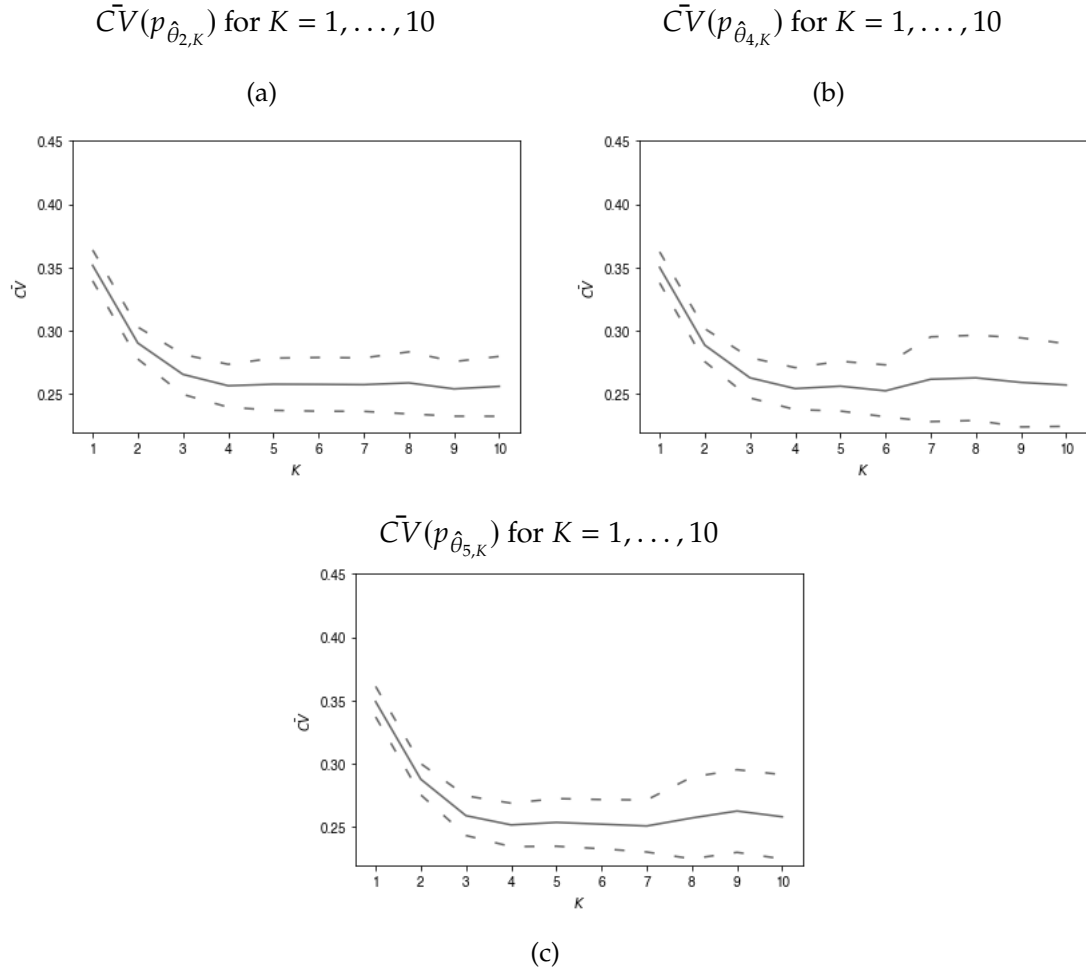 C̄V(p_θ̂_{2,K}) for K = 1, . . . , 10 C̄V(p_θ̂_{4,K}) for K = 1, . . . , 10
(a) (b)
0.45
0.40
0.35
0.30
0.25
C̄V
1 2 3 4 5 6 7 8 9 10
K
0.45
0.40
0.35
0.30
0.25
C̄V
1 2 3 4 5 6 7 8 9 10
K
C̄V(p_θ̂_{5,K}) for K = 1, . . . , 10
0.45
0.40
0.35
0.30
0.25
C̄V
1 2 3 4 5 6 7 8 9 10
K
(c)